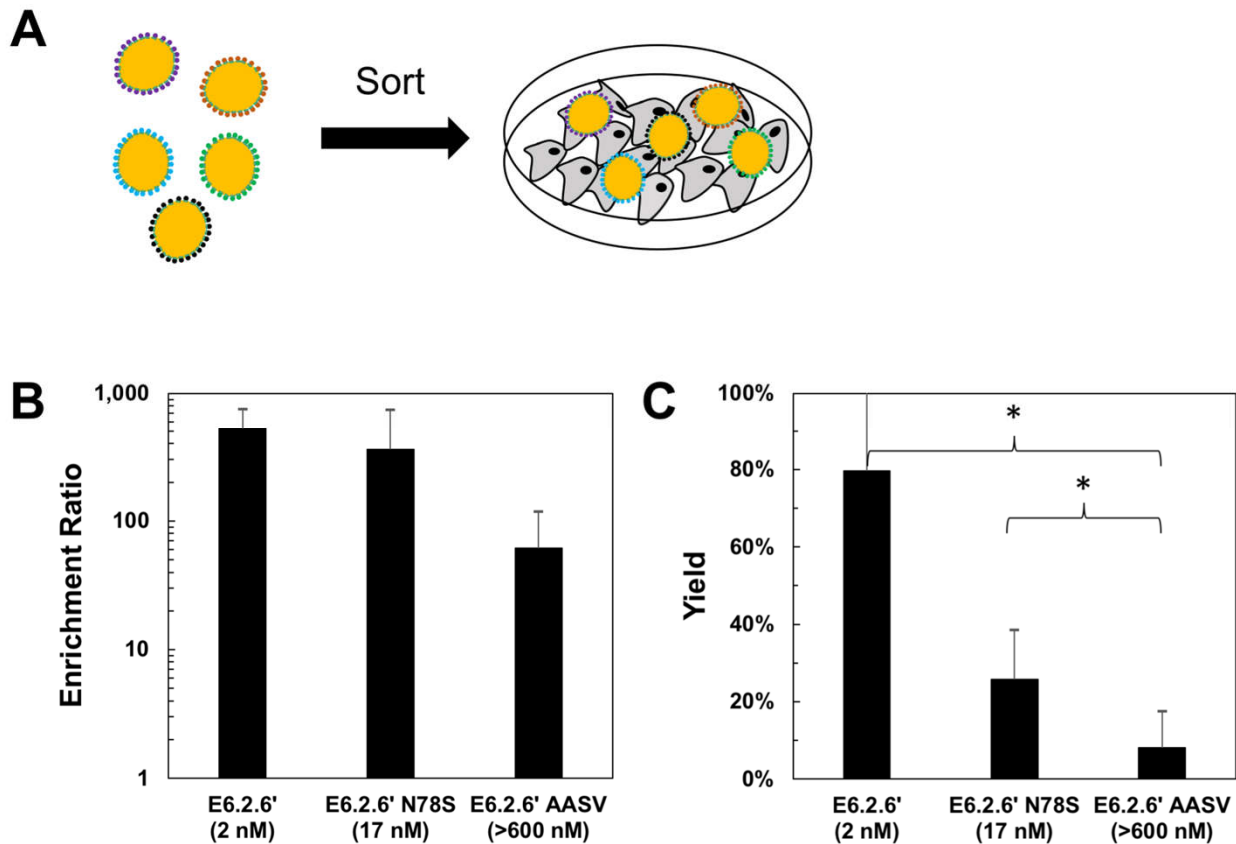 A
Sort
B
Enrichment Ratio
1,000
100
10
1
E6.2.6'
(2 nM)
E6.2.6' N78S
(17 nM)
E6.2.6' AASV
(>600 nM)
C
Yield
100%
80%
60%
40%
20%
0%
*
*
E6.2.6'
(2 nM)
E6.2.6' N78S
(17 nM)
E6.2.6' AASV
(>600 nM)